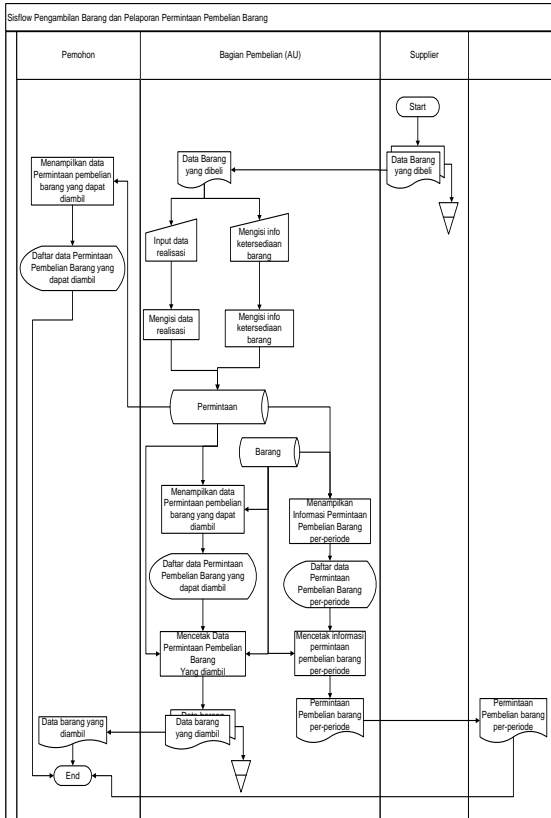 Sisflow Pengambilan Barang dan Pelaporan Permintaan Pembelian Barang
Pemohon
Bagian Pembelian (AU)
Supplier
Start
Data Barang
yang dibeli
Data Barang
yang dibeli
Menampilkan data
Permintaan pembelian
barang yang dapat
diambil
Input data
realisasi
Mengisi info
ketersediaan
barang
Daftar data Permintaan
Pembelian Barang yang
dapat diambil
Mengisi data
realisasi
Mengisi info
ketersediaan
barang
Permintaan
Barang
Menampilkan data
Permintaan pembelian
barang yang dapat
diambil
Menampilkan
Informasi Permintaan
Pembelian Barang
per-periode
Daftar data Permintaan
Pembelian Barang yang
dapat diambil
Daftar data
Permintaan
Pembelian Barang
per-periode
Mencetak Data
Permintaan Pembelian
Barang
Yang diambil
Mencetak informasi
permintaan
pembelian barang
per-periode
Data barang
Data barang
yang diambil
Data barang yang
diambil
Permintaan
Pembelian barang
per-periode
Permintaan
Pembelian barang
per-periode
End